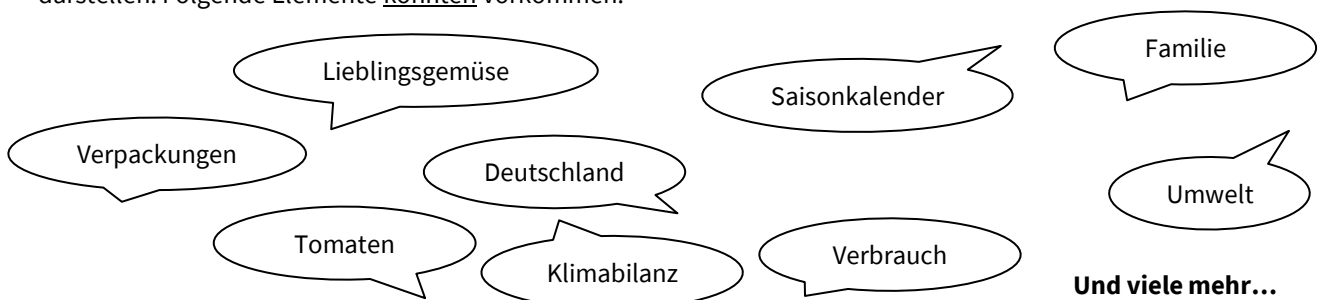 darstellen. Folgende Elemente könnten vorkommen:
Familie
Lieblingsgemüse
Saisonkalender
Verpackungen
Deutschland
Umwelt
Tomaten
Verbrauch
Klimabilanz
Und viele mehr…